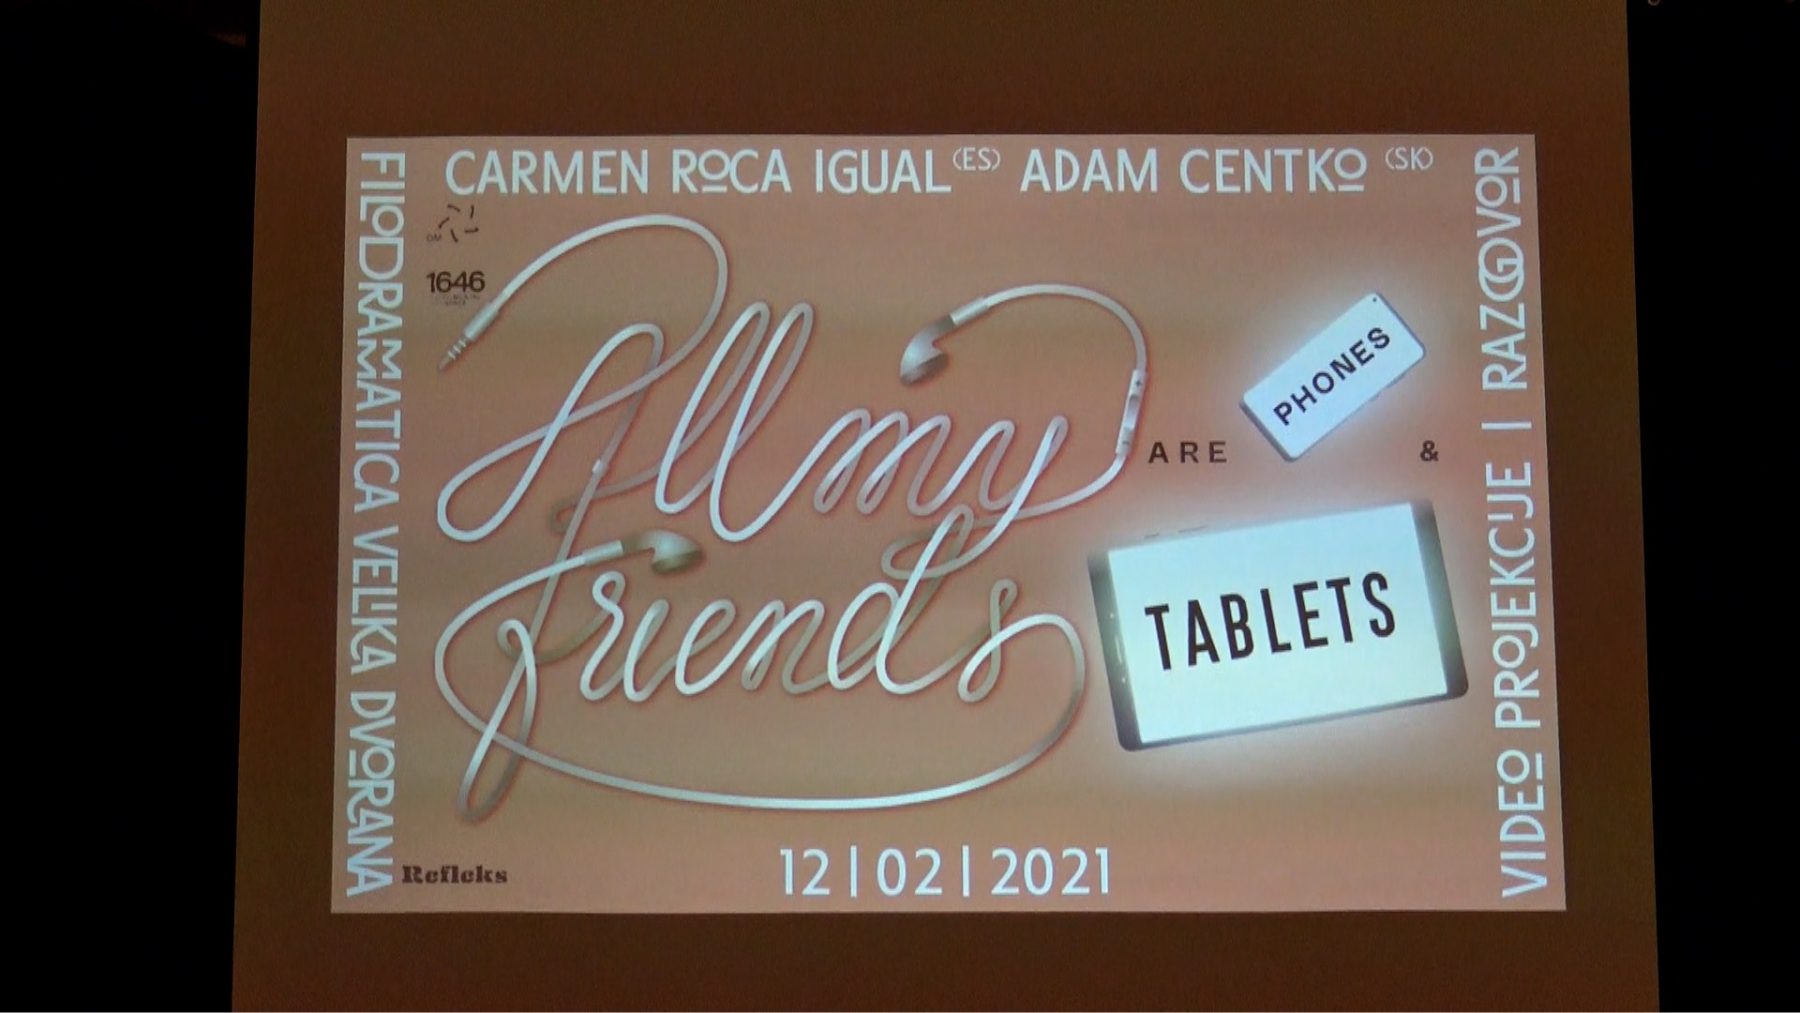 CARMEN ROCA IGUAL (ES) ADAM CENTKO (SK)
FILODRAMATICA VELIKA DVORANA
1646
All my
friends
ARE
PHONES
&
TABLETS
VIDEO PROJEKCIJE I RAZGOVOR
Refleks
12|02|2021